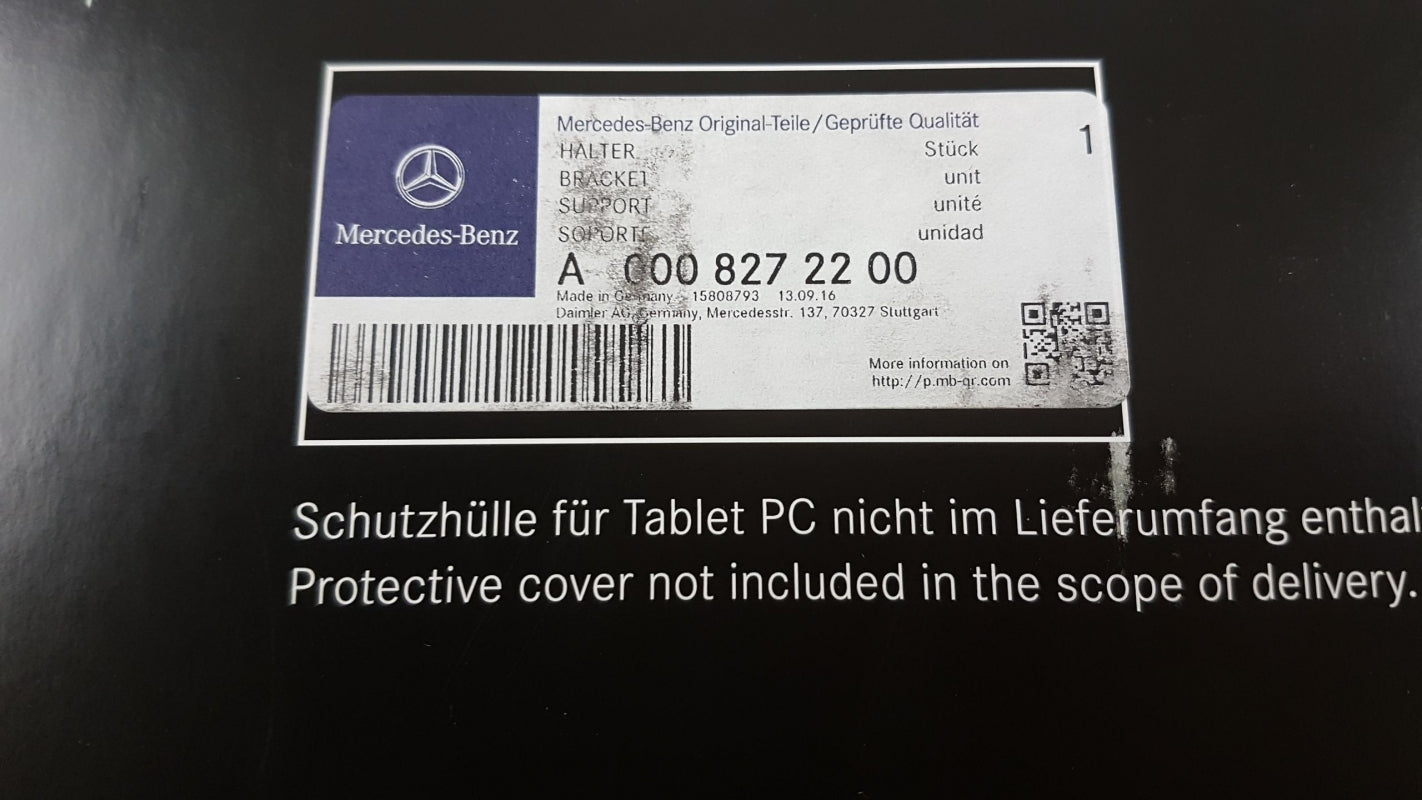 Mercedes-Benz
Mercedes-Benz Original-Teile/Geprüfte Qualität
HALTER Stück 1
BRACKET unit
SUPPORT unité
SOPORTE unidad
A 000 827 22 00
Made in Germany 15808793 13.09.16
Daimler AG, Germany, Mercedesstr. 137, 70327 Stuttgart
More information on
http://p.mb-qr.com
Schutzhülle für Tablet PC nicht im Lieferumfang enthal
Protective cover not included in the scope of delivery.